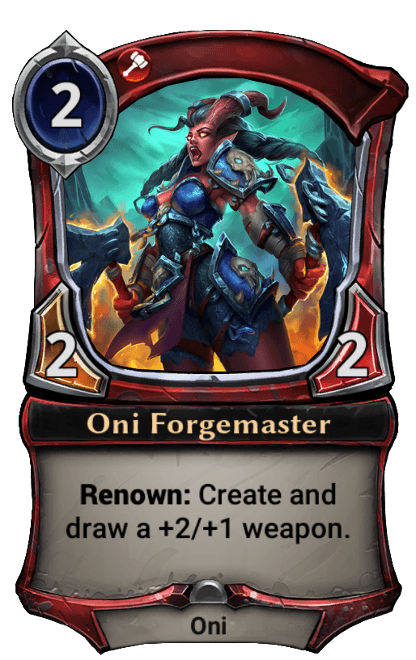 2
2
2
Oni Forgemaster
Renown: Create and
draw a +2/+1 weapon.
Oni